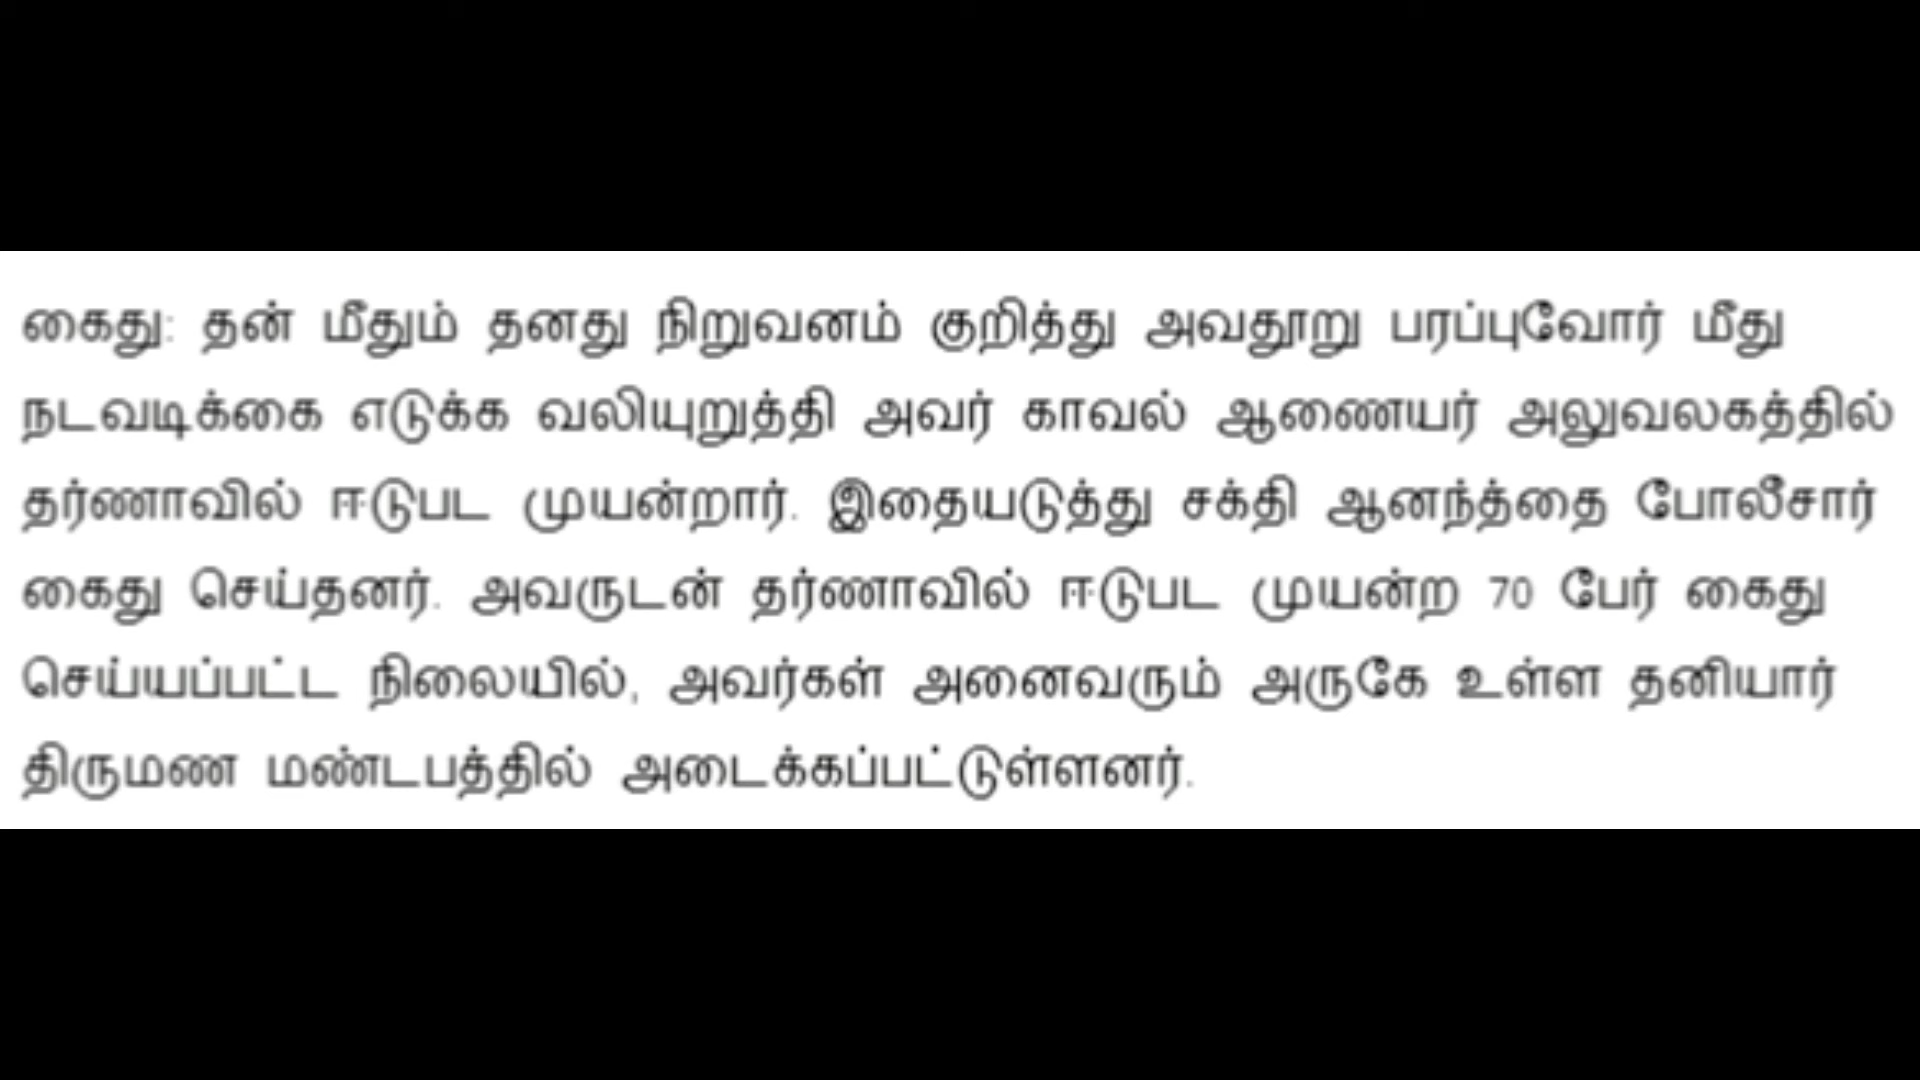 கைது: தன் மீதும் தனது நிறுவனம் குறித்து அவதூறு பரப்புவோர் மீது
நடவடிக்கை எடுக்க வலியுறுத்தி அவர் காவல் ஆணையர் அலுவலகத்தில்
தர்ணாவில் ஈடுபட முயன்றார். இதையடுத்து சக்தி ஆனந்த்தை போலீசார்
கைது செய்தனர். அவருடன் தர்ணாவில் ஈடுபட முயன்ற 70 பேர் கைது
செய்யப்பட்ட நிலையில், அவர்கள் அனைவரும் அருகே உள்ள தனியார்
திருமண மண்டபத்தில் அடைக்கப்பட்டுள்ளனர்.